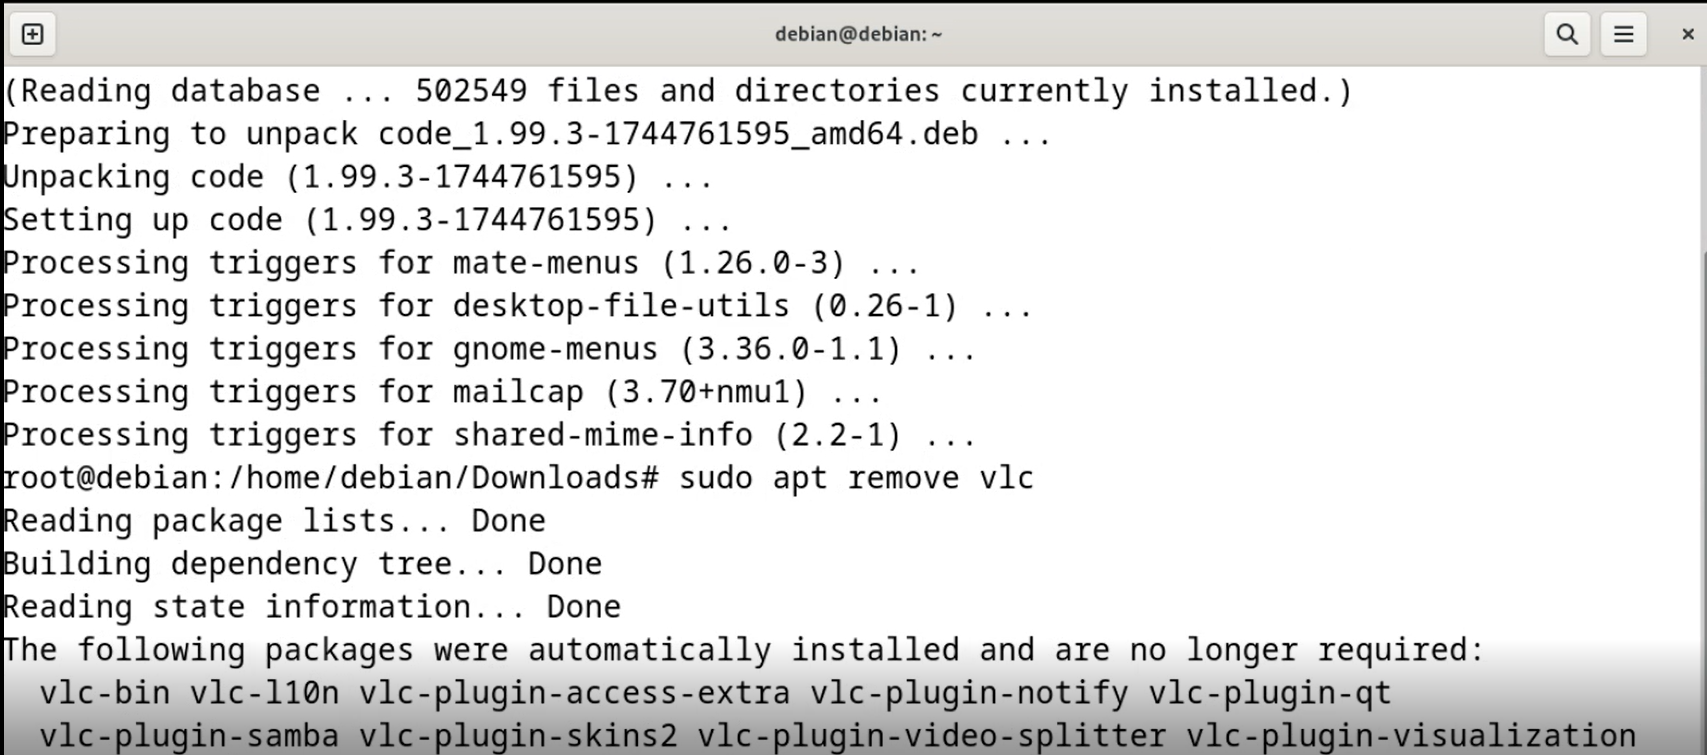 debian@debian: ~
(Reading database ... 502549 files and directories currently installed.)
Preparing to unpack code_1.99.3-1744761595_amd64.deb ...
Unpacking code (1.99.3-1744761595) ...
Setting up code (1.99.3-1744761595) ...
Processing triggers for mate-menus (1.26.0-3) ...
Processing triggers for desktop-file-utils (0.26-1) ...
Processing triggers for gnome-menus (3.36.0-1.1) ...
Processing triggers for mailcap (3.70+nmu1) ...
Processing triggers for shared-mime-info (2.2-1) ...
root@debian:/home/debian/Downloads# sudo apt remove vlc
Reading package lists... Done
Building dependency tree... Done
Reading state information... Done
The following packages were automatically installed and are no longer required:
  vlc-bin vlc-l10n vlc-plugin-access-extra vlc-plugin-notify vlc-plugin-qt
  vlc-plugin-samba vlc-plugin-skins2 vlc-plugin-video-splitter vlc-plugin-visualization